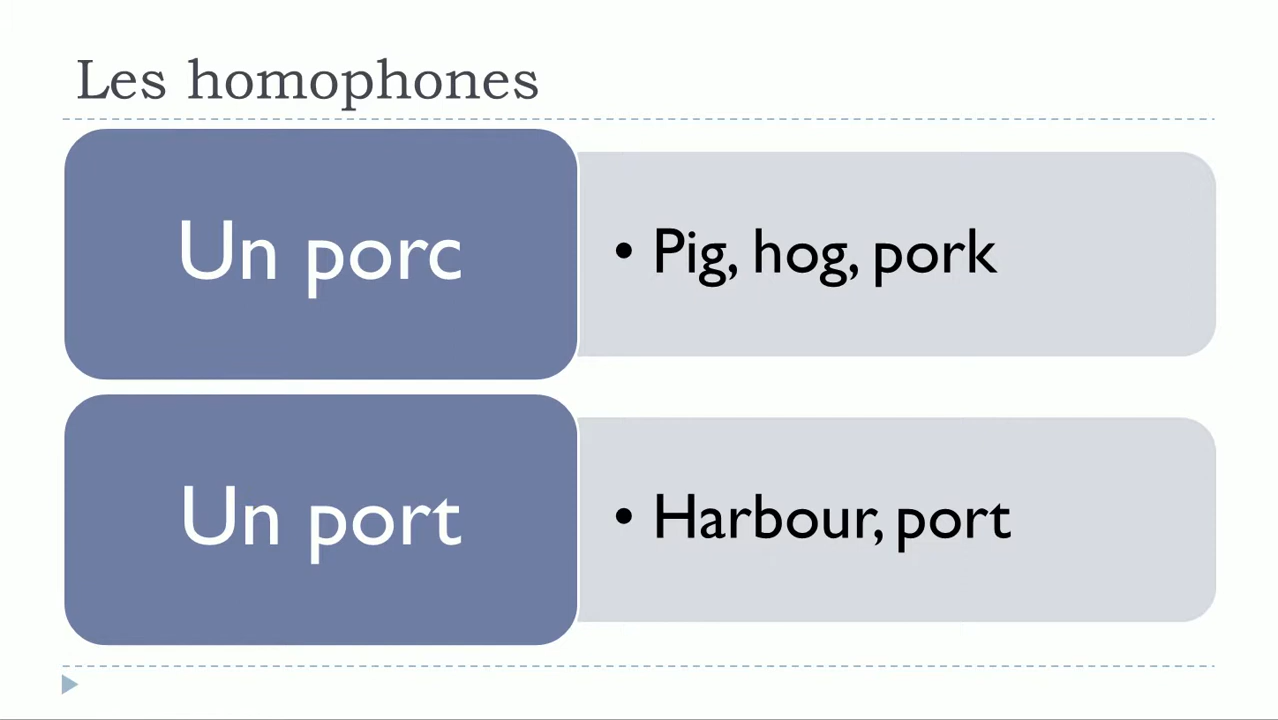 Les homophones
Un porc
• Pig, hog, pork
Un port
• Harbour, port